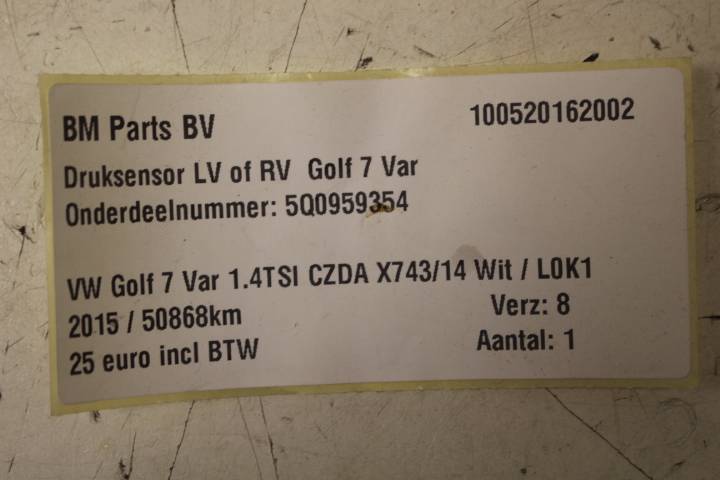 BM Parts BV 100520162002
Druksensor LV of RV Golf 7 Var
Onderdeelnummer: 5Q0959354
VW Golf 7 Var 1.4TSI CZDA X743/14 Wit / L0K1
2015 / 50868km Verz: 8
25 euro incl BTW Aantal: 1